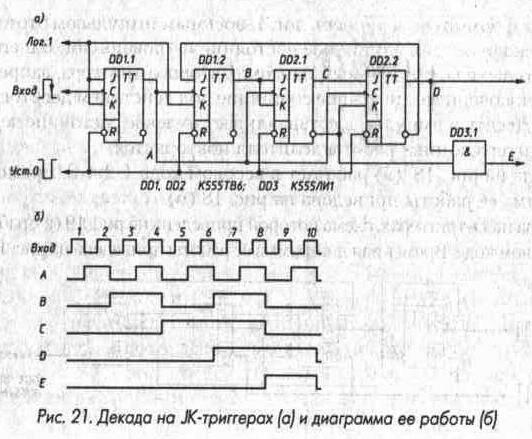 а)
Лог.1
DD1.1 DD1.2 DD2.1 DD2.2
J TT J TT J TT J TT
Вход C C B C C C D
K K K K
R R R R
DD3.1
A & E
Уст.0
DD1, DD2 К555ТВ6; DD3 К555ЛИ1
б)
1 2 3 4 5 6 7 8 9 10
Вход
A
B
C
D
E
Рис. 21. Декада на JK-триггерах (а) и диаграмма ее работы (б)